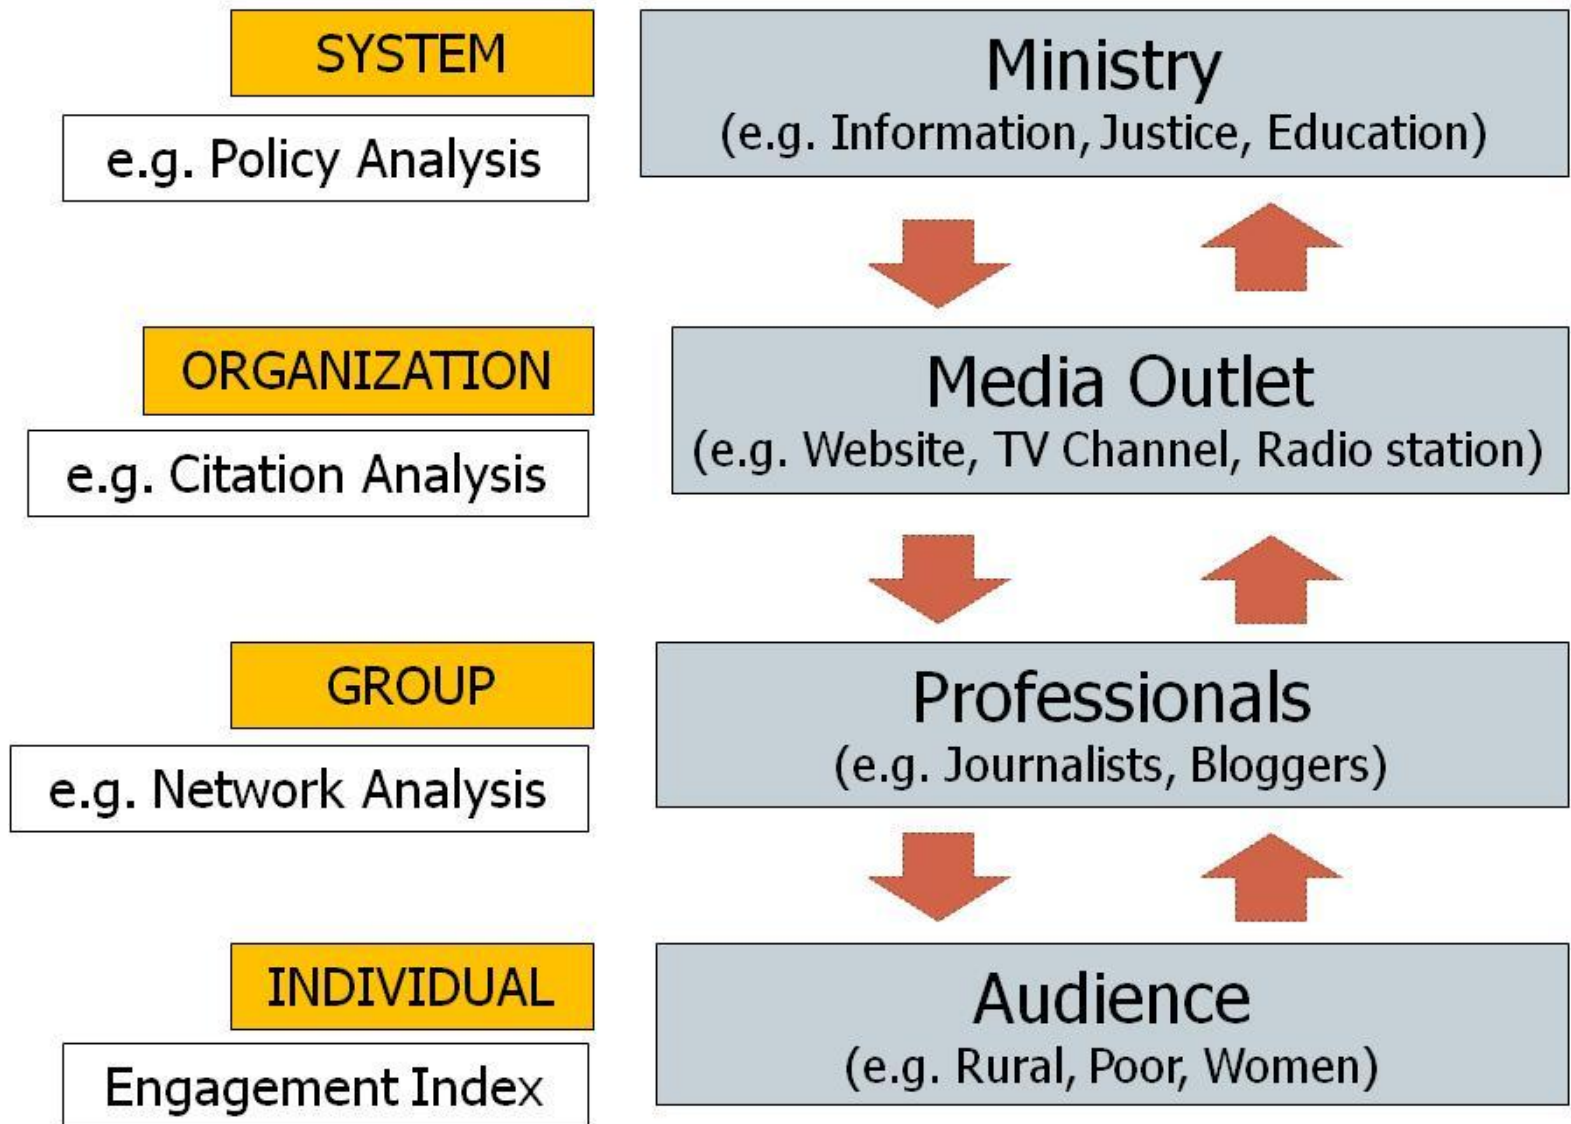 SYSTEM
e.g. Policy Analysis
Ministry
(e.g. Information, Justice, Education)
ORGANIZATION
e.g. Citation Analysis
Media Outlet
(e.g. Website, TV Channel, Radio station)
GROUP
e.g. Network Analysis
Professionals
(e.g. Journalists, Bloggers)
INDIVIDUAL
Engagement Index
Audience
(e.g. Rural, Poor, Women)